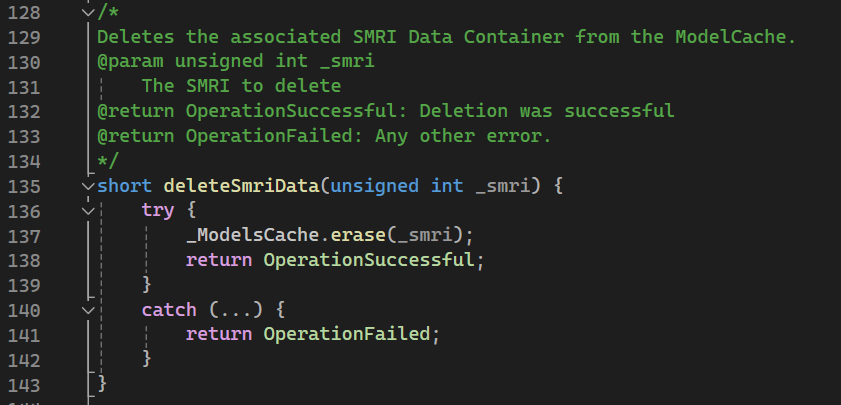 128 /*
129 Deletes the associated SMRI Data Container from the ModelCache.
130 @param unsigned int _smri
131     The SMRI to delete
132 @return OperationSuccessful: Deletion was successful
133 @return OperationFailed: Any other error.
134 */
135 short deleteSmriData(unsigned int _smri) {
136     try {
137         _ModelsCache.erase(_smri);
138         return OperationSuccessful;
139     }
140     catch (...) {
141         return OperationFailed;
142     }
143 }